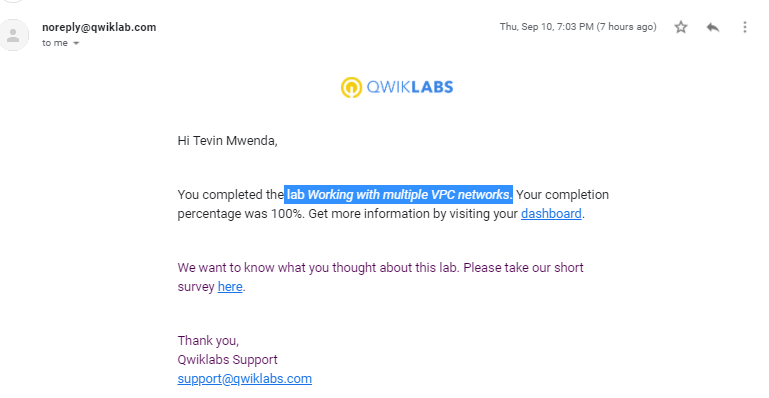 noreply@qwiklab.com
Thu, Sep 10, 7:03 PM (7 hours ago)
to me
QWIKLABS
Hi Tevin Mwenda,
You completed the lab Working with multiple VPC networks. Your completion
percentage was 100%. Get more information by visiting your dashboard.
We want to know what you thought about this lab. Please take our short
survey here.
Thank you,
Qwiklabs Support
support@qwiklabs.com